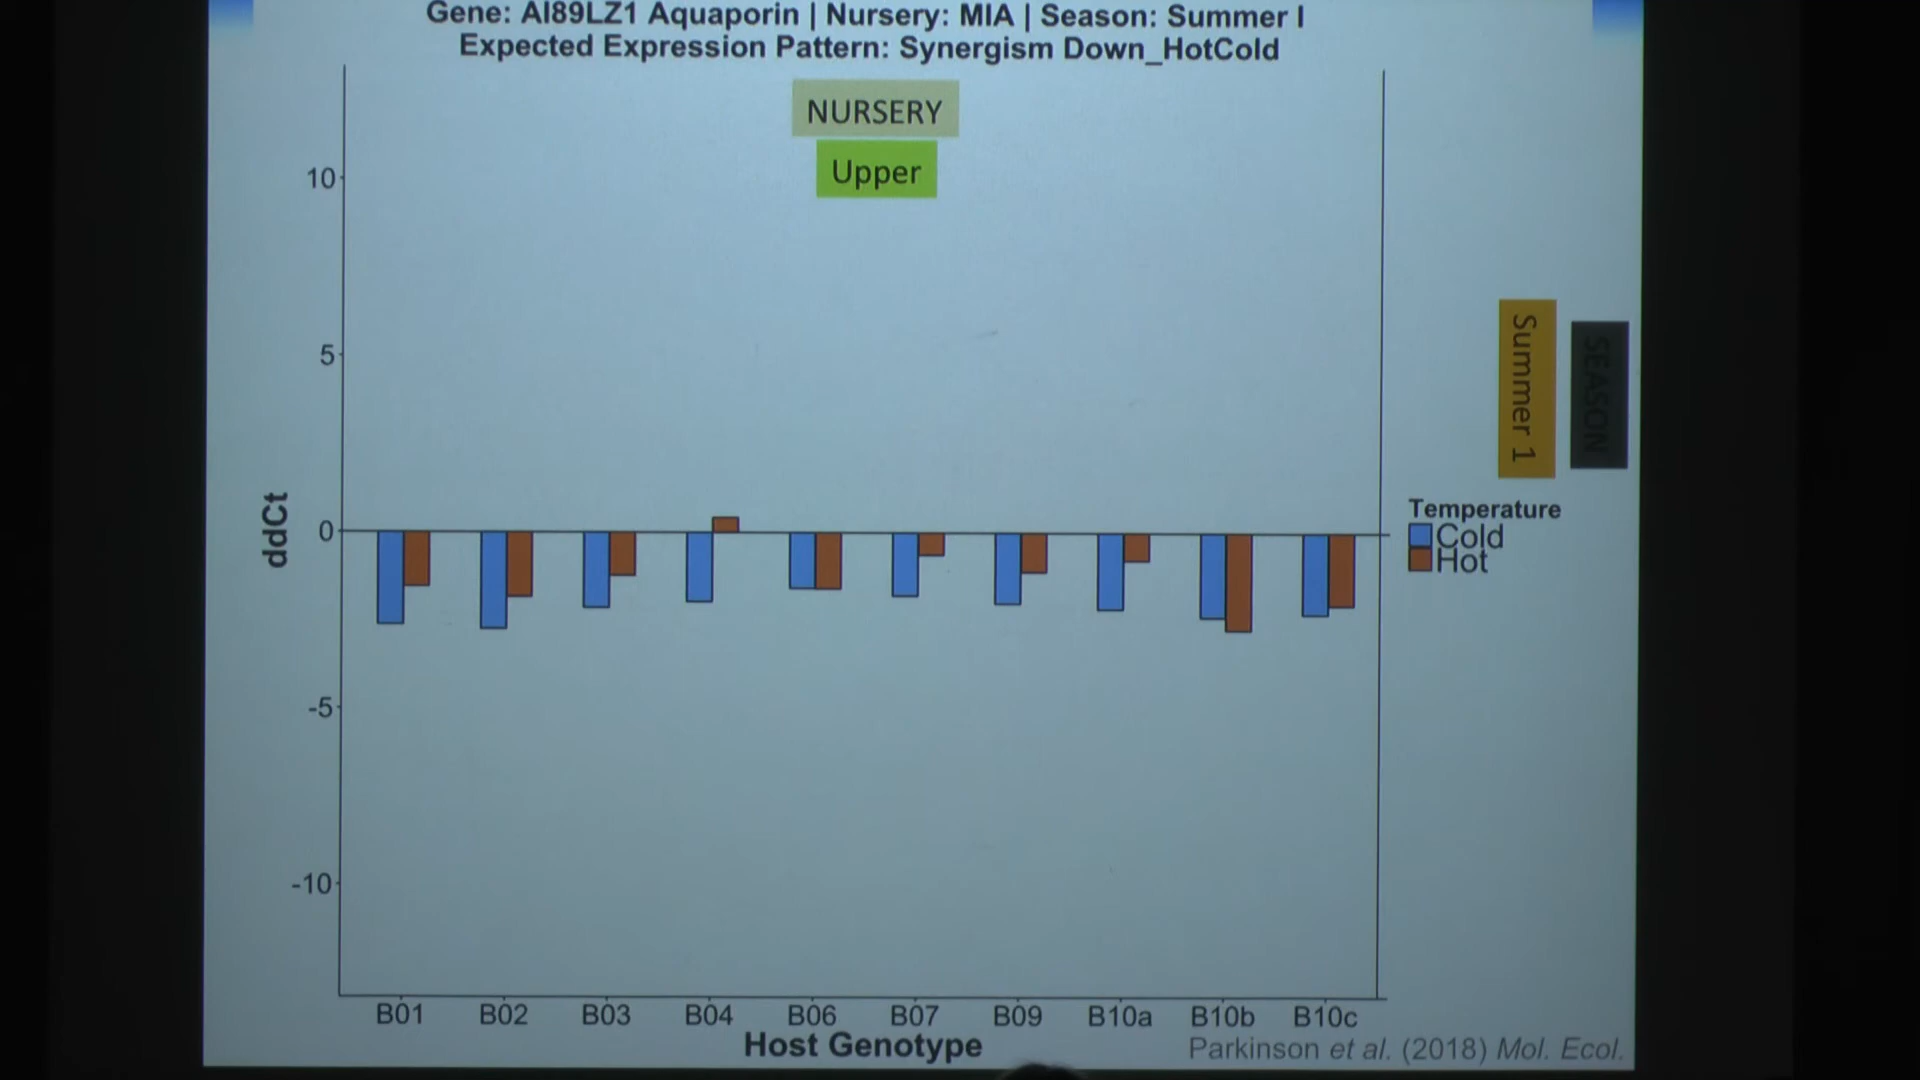 Gene: AI89LZ1 Aquaporin | Nursery: MIA | Season: Summer I
Expected Expression Pattern: Synergism Down_HotCold
NURSERY
Upper
10
5
0
-5
-10
ddCt
Summer 1
SEASON
Temperature
Cold
Hot
B01 B02 B03 B04 B06 B07 B09 B10a B10b B10c
Host Genotype
Parkinson et al. (2018) Mol. Ecol.